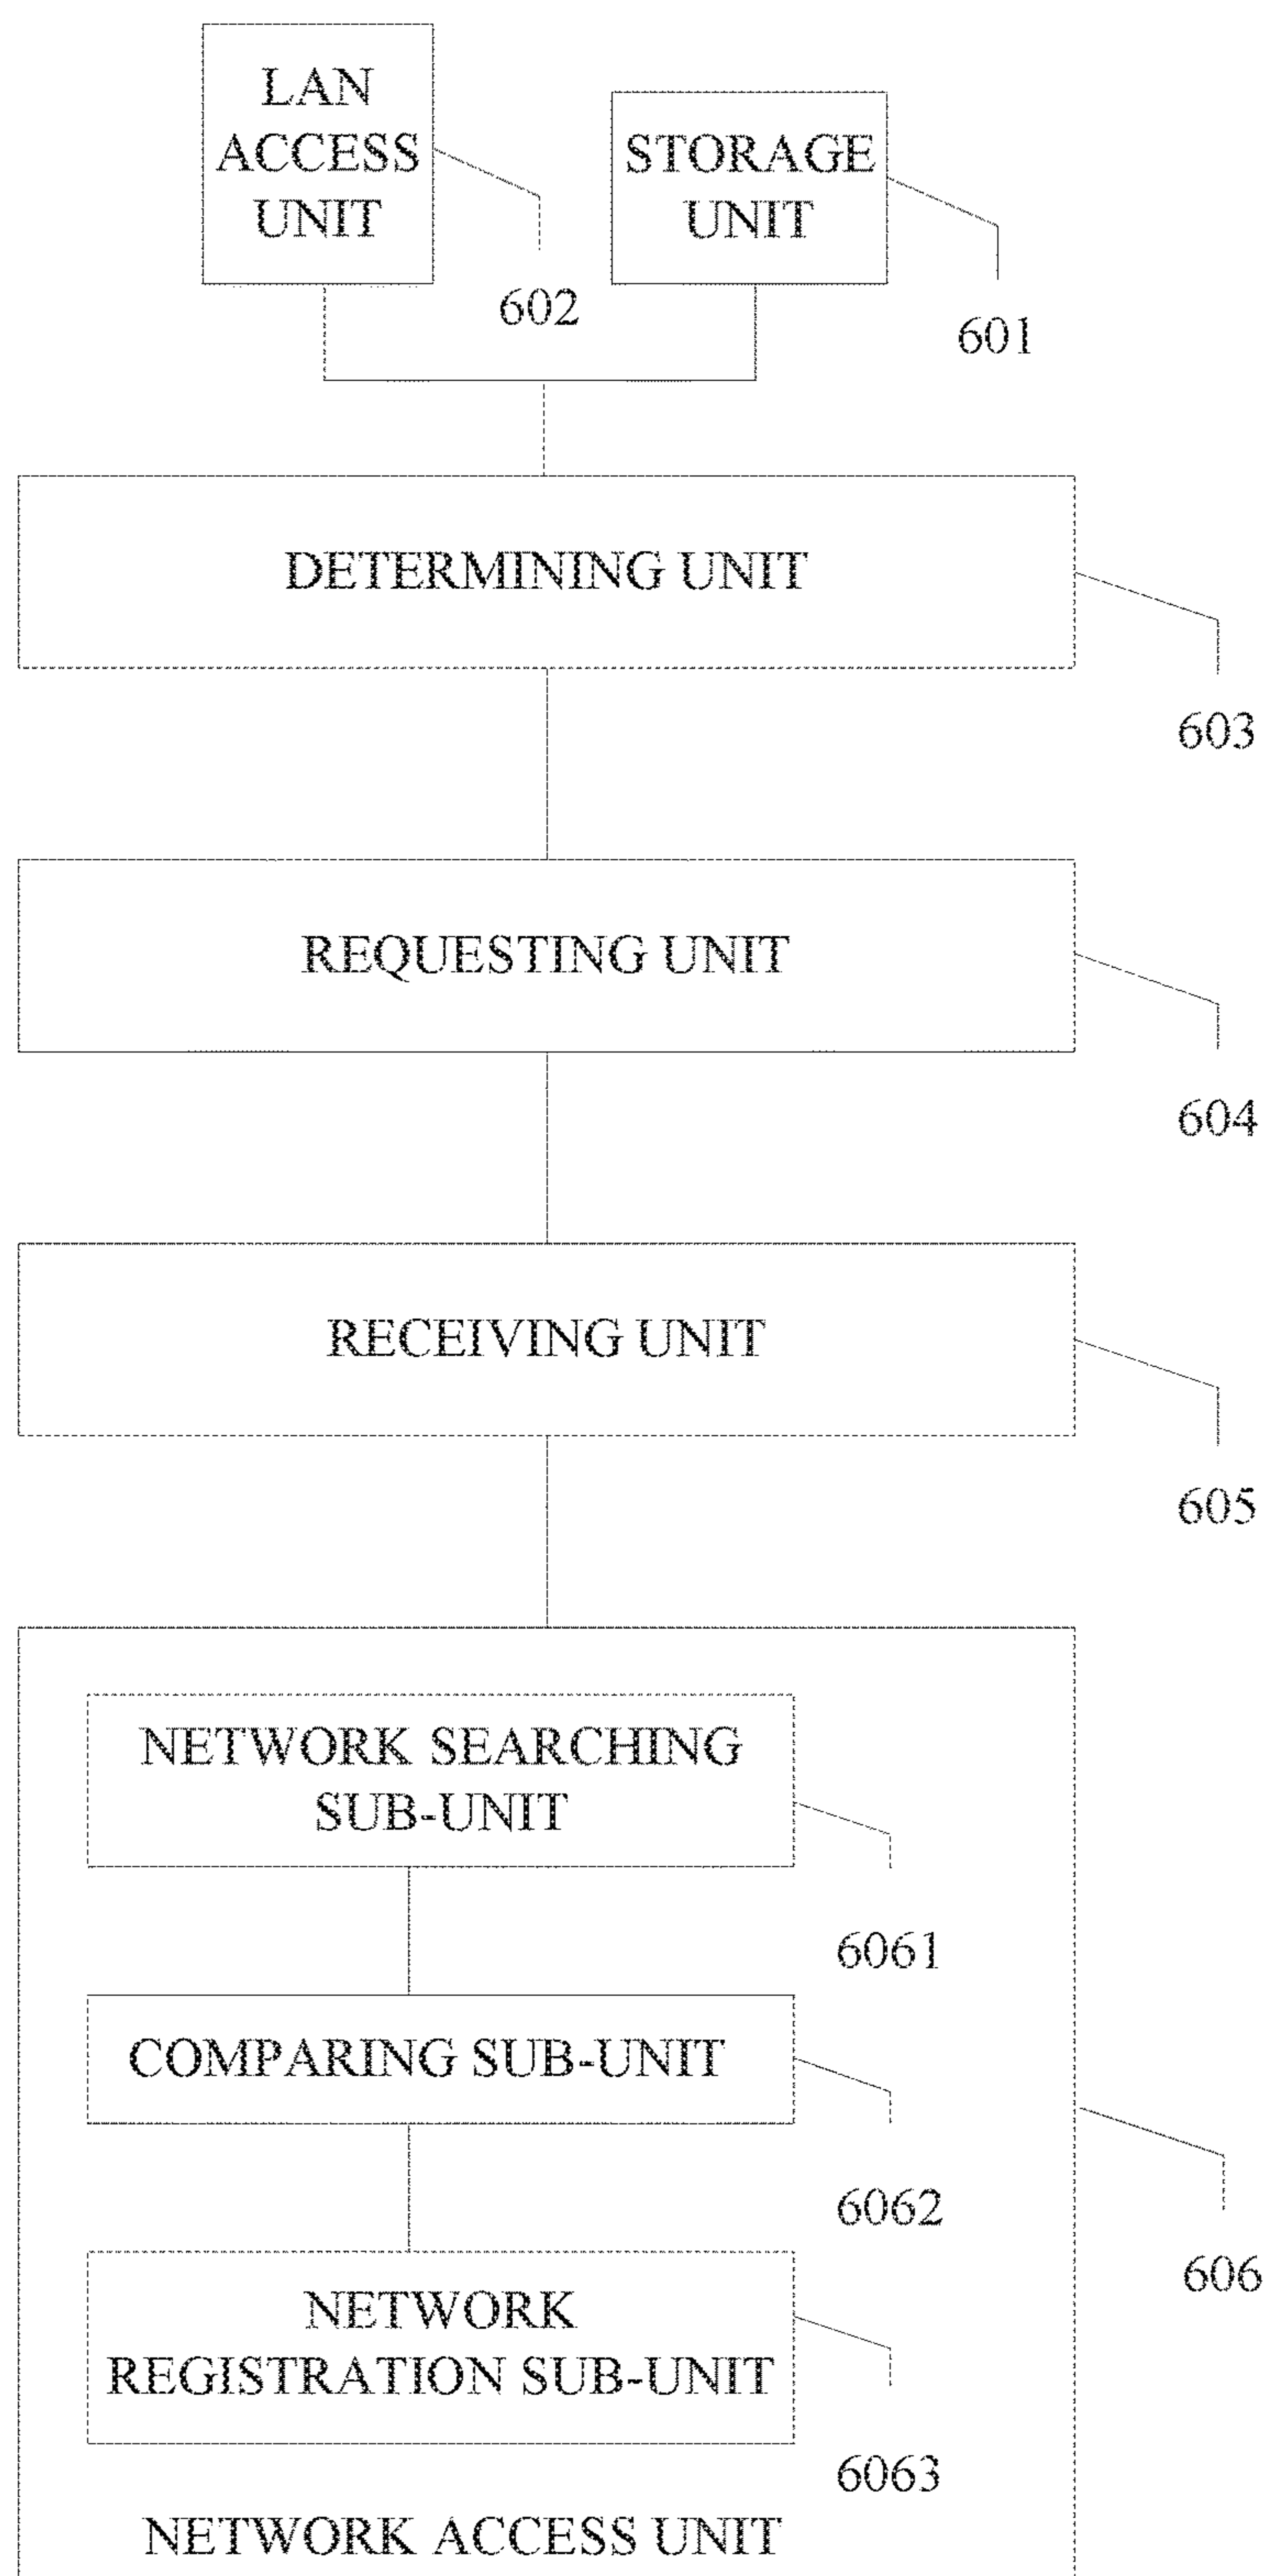 LAN
ACCESS
UNIT
602
STORAGE
UNIT
601
DETERMINING UNIT
603
REQUESTING UNIT
604
RECEIVING UNIT
605
NETWORK SEARCHING
SUB-UNIT
6061
COMPARING SUB-UNIT
6062
606
NETWORK
REGISTRATION SUB-UNIT
6063
NETWORK ACCESS UNIT